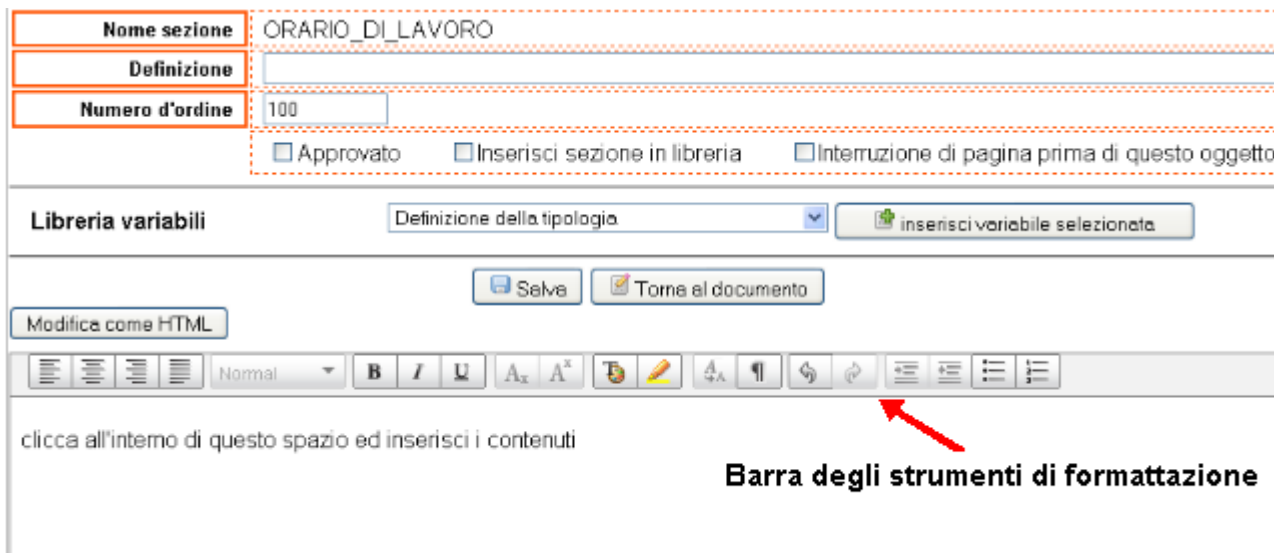 Nome sezione ORARIO_DI_LAVORO
Definizione
Numero d'ordine 100
Approvato Inserisci sezione in libreria Interruzione di pagina prima di questo oggetto
Libreria variabili Definizione della tipologia inserisci variabile selezionata
Salva Torna al documento
Modifica come HTML
Normal B I U
clicca all'interno di questo spazio ed inserisci i contenuti
Barra degli strumenti di formattazione